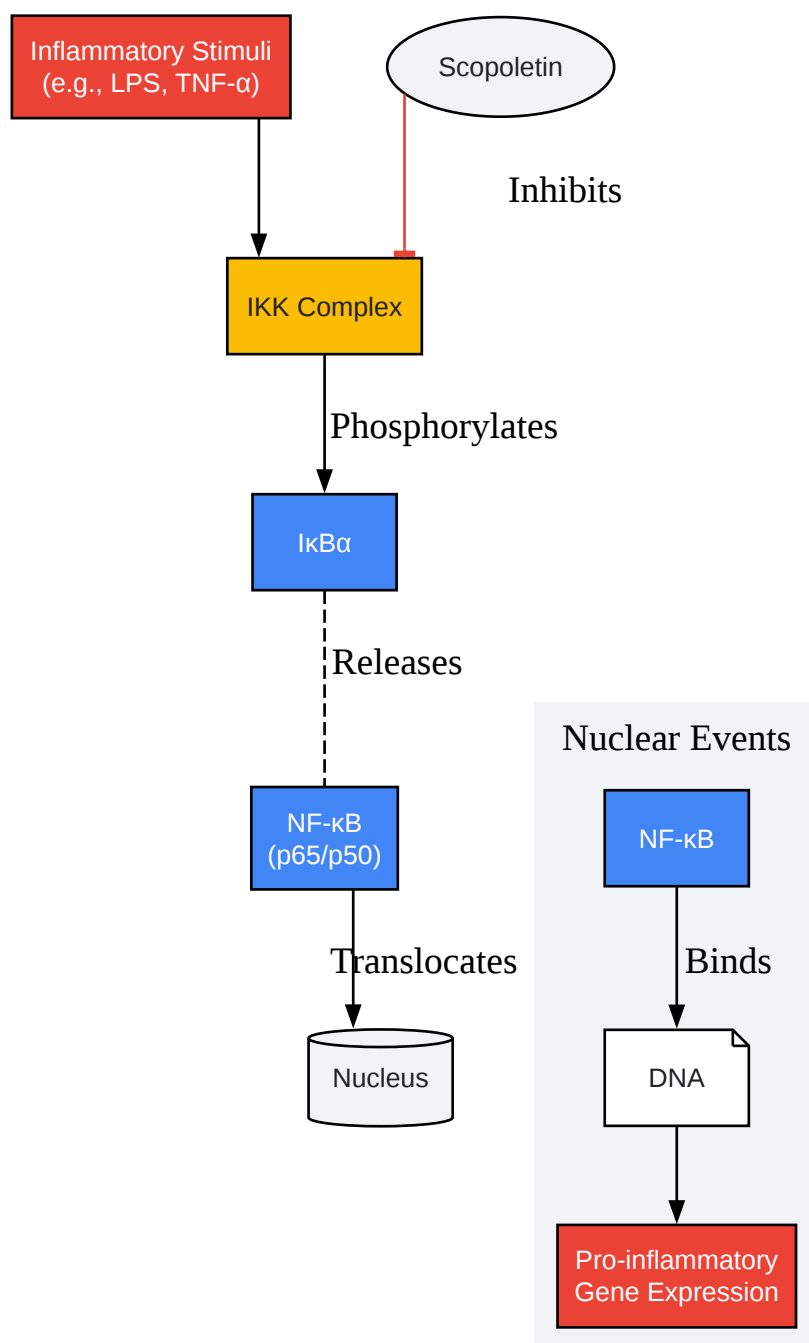 Inflammatory Stimuli
(e.g., LPS, TNF-α)
Scopoletin
Inhibits
IKK Complex
Phosphorylates
IκBα
Releases
NF-κB
(p65/p50)
Translocates
Nucleus
Nuclear Events
NF-κB
Binds
DNA
Pro-inflammatory
Gene Expression